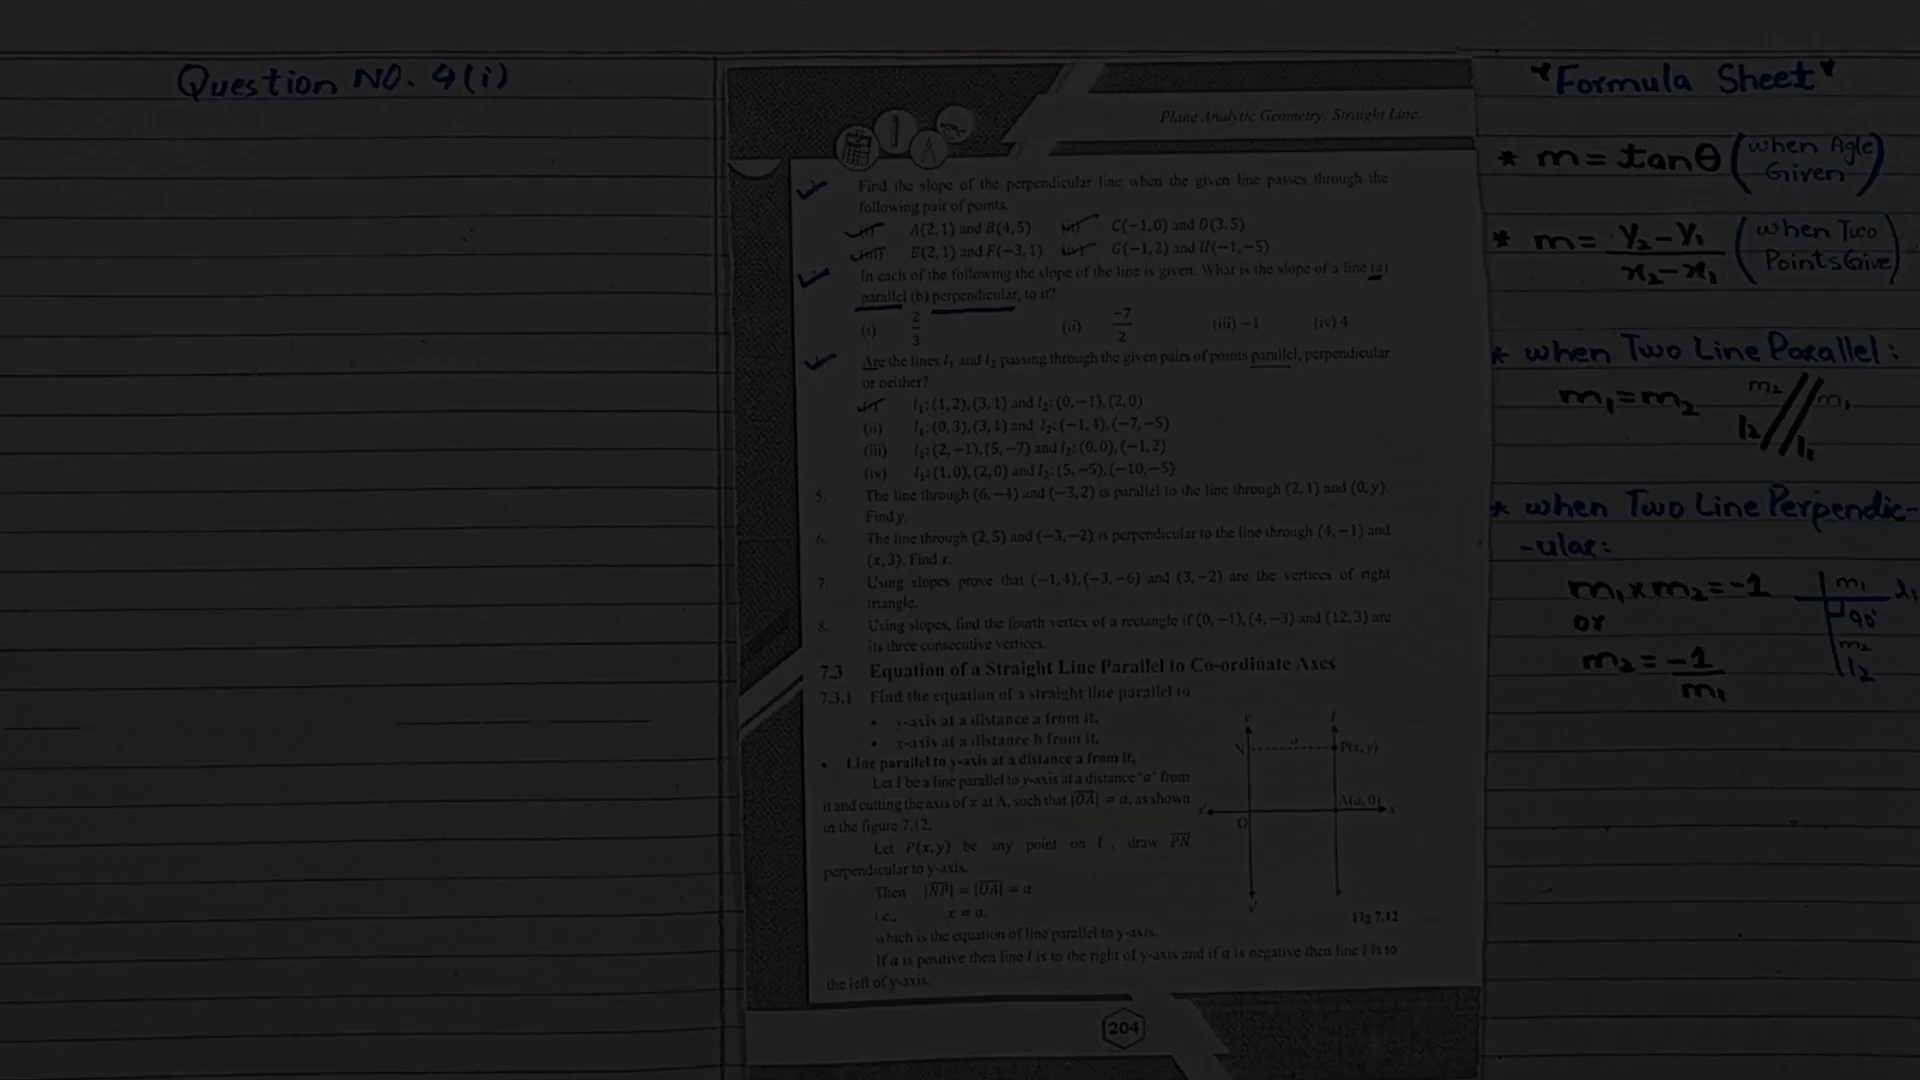 Question NO. 4(i)
Plane Analytic Geometry: Straight Line
Find the slope of the perpendicular line when the given line passes through the
following pair of points.
(i) A(2,1) and B(4,5) (ii) C(−1,0) and D(3,5)
(iii) E(2,1) and F(−3,1) (iv) G(−1,2) and H(−1,−5)
In each of the following the slope of the line is given. What is the slope of a line (a)
parallel (b) perpendicular, to it?
(i) 2/3 (ii) −7/2 (iii) −1 (iv) 4
Are the lines l₁ and l₂ passing through the given pairs of points parallel, perpendicular
or neither?
(i) l₁: (1,2), (3,1) and l₂: (0,−1), (2,0)
(ii) l₁: (0,3), (3,1) and l₂: (−1,4), (−7,−5)
(iii) l₁: (2,−1), (5,−7) and l₂: (0,0), (−1,2)
(iv) l₁: (1,0), (2,0) and l₂: (5,−5), (−10,−5)
5. The line through (6,−4) and (−3,2) is parallel to the line through (2,1) and (0,y).
Find y.
6. The line through (2,5) and (−3,−2) is perpendicular to the line through (4,−1) and
(x,3). Find x.
7. Using slopes prove that (−1,4), (−3,−6) and (3,−2) are the vertices of right
triangle.
8. Using slopes, find the fourth vertex of a rectangle if (0,−1), (4,−3) and (12,3) are
its three consecutive vertices.
7.3 Equation of a Straight Line Parallel to Co-ordinate Axes
7.3.1 Find the equation of a straight line parallel to
• y-axis at a distance a from it.
• x-axis at a distance b from it.
• Line parallel to y-axis at a distance a from it,
Let l be a line parallel to y-axis at a distance 'a' from
it and cutting the axis of x at A, such that |OA| = a, as shown
in the figure 7.12.
Let P(x,y) be any point on l , draw PN
perpendicular to y-axis.
Then |NP| = |OA| = a
i.e., x = a.
which is the equation of line parallel to y-axis.
If a is positive then line l is to the right of y-axis and if a is negative then line l is to
the left of y-axis.
y l
N a P(x,y)
A(a,0)
x' O x
y'
Fig 7.12
204
"Formula Sheet"
* m = tanθ (when Agle
Given)
* m = Y₂−Y₁/x₂−x₁ (when Two
Points Give)
* when Two Line Parallel:
m₁=m₂ m₂ m₁
l₂ l₁
* when Two Line Perpendic-
-ular:
m₁×m₂=−1 m₁ l₁
or 90°
m₂ = −1/m₁ m₂
l₂